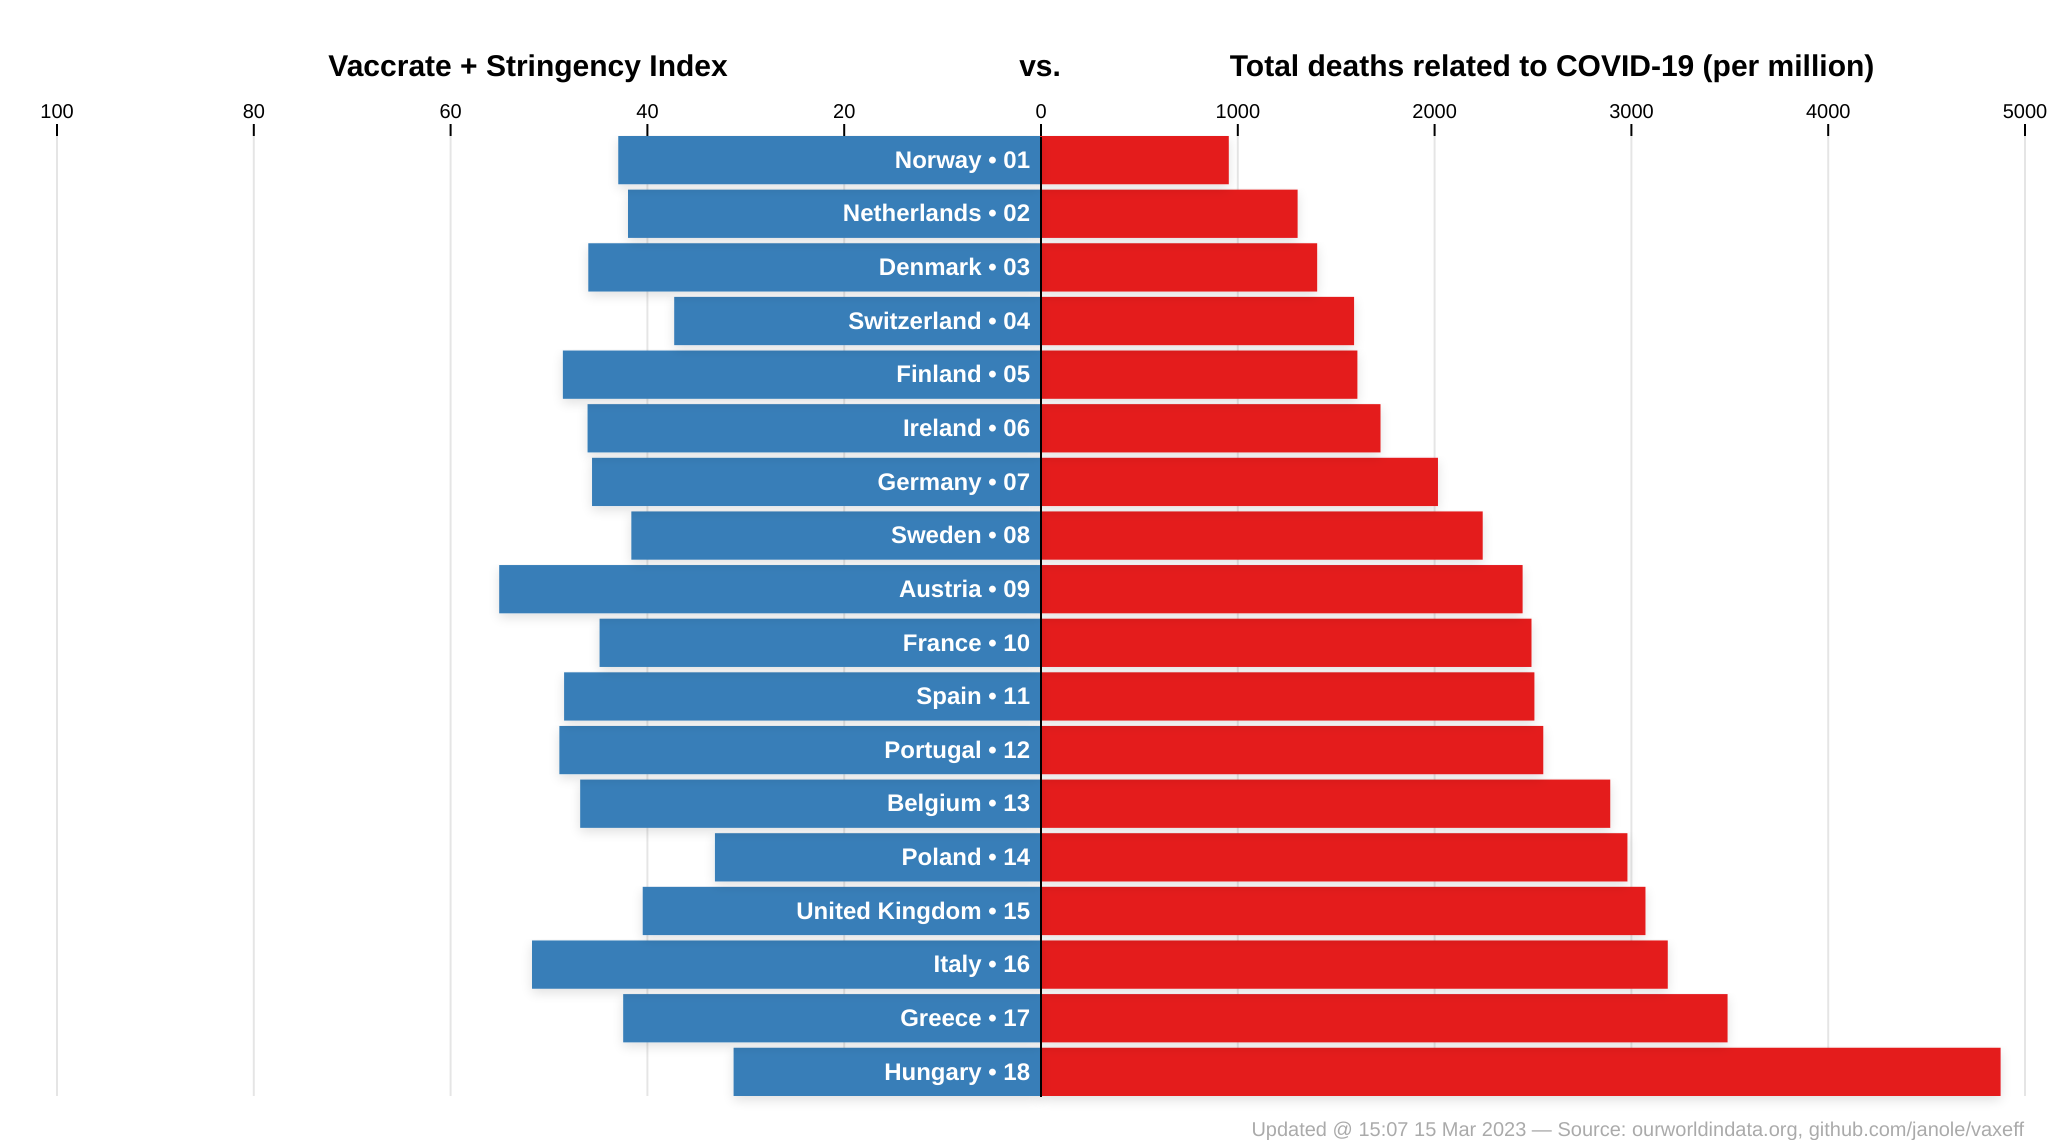 Vaccrate + Stringency Index vs. Total deaths related to COVID-19 (per million)
100 80 60 40 20 0 1000 2000 3000 4000 5000
Norway • 01
Netherlands • 02
Denmark • 03
Switzerland • 04
Finland • 05
Ireland • 06
Germany • 07
Sweden • 08
Austria • 09
France • 10
Spain • 11
Portugal • 12
Belgium • 13
Poland • 14
United Kingdom • 15
Italy • 16
Greece • 17
Hungary • 18
Updated @ 15:07 15 Mar 2023 — Source: ourworldindata.org, github.com/janole/vaxeff